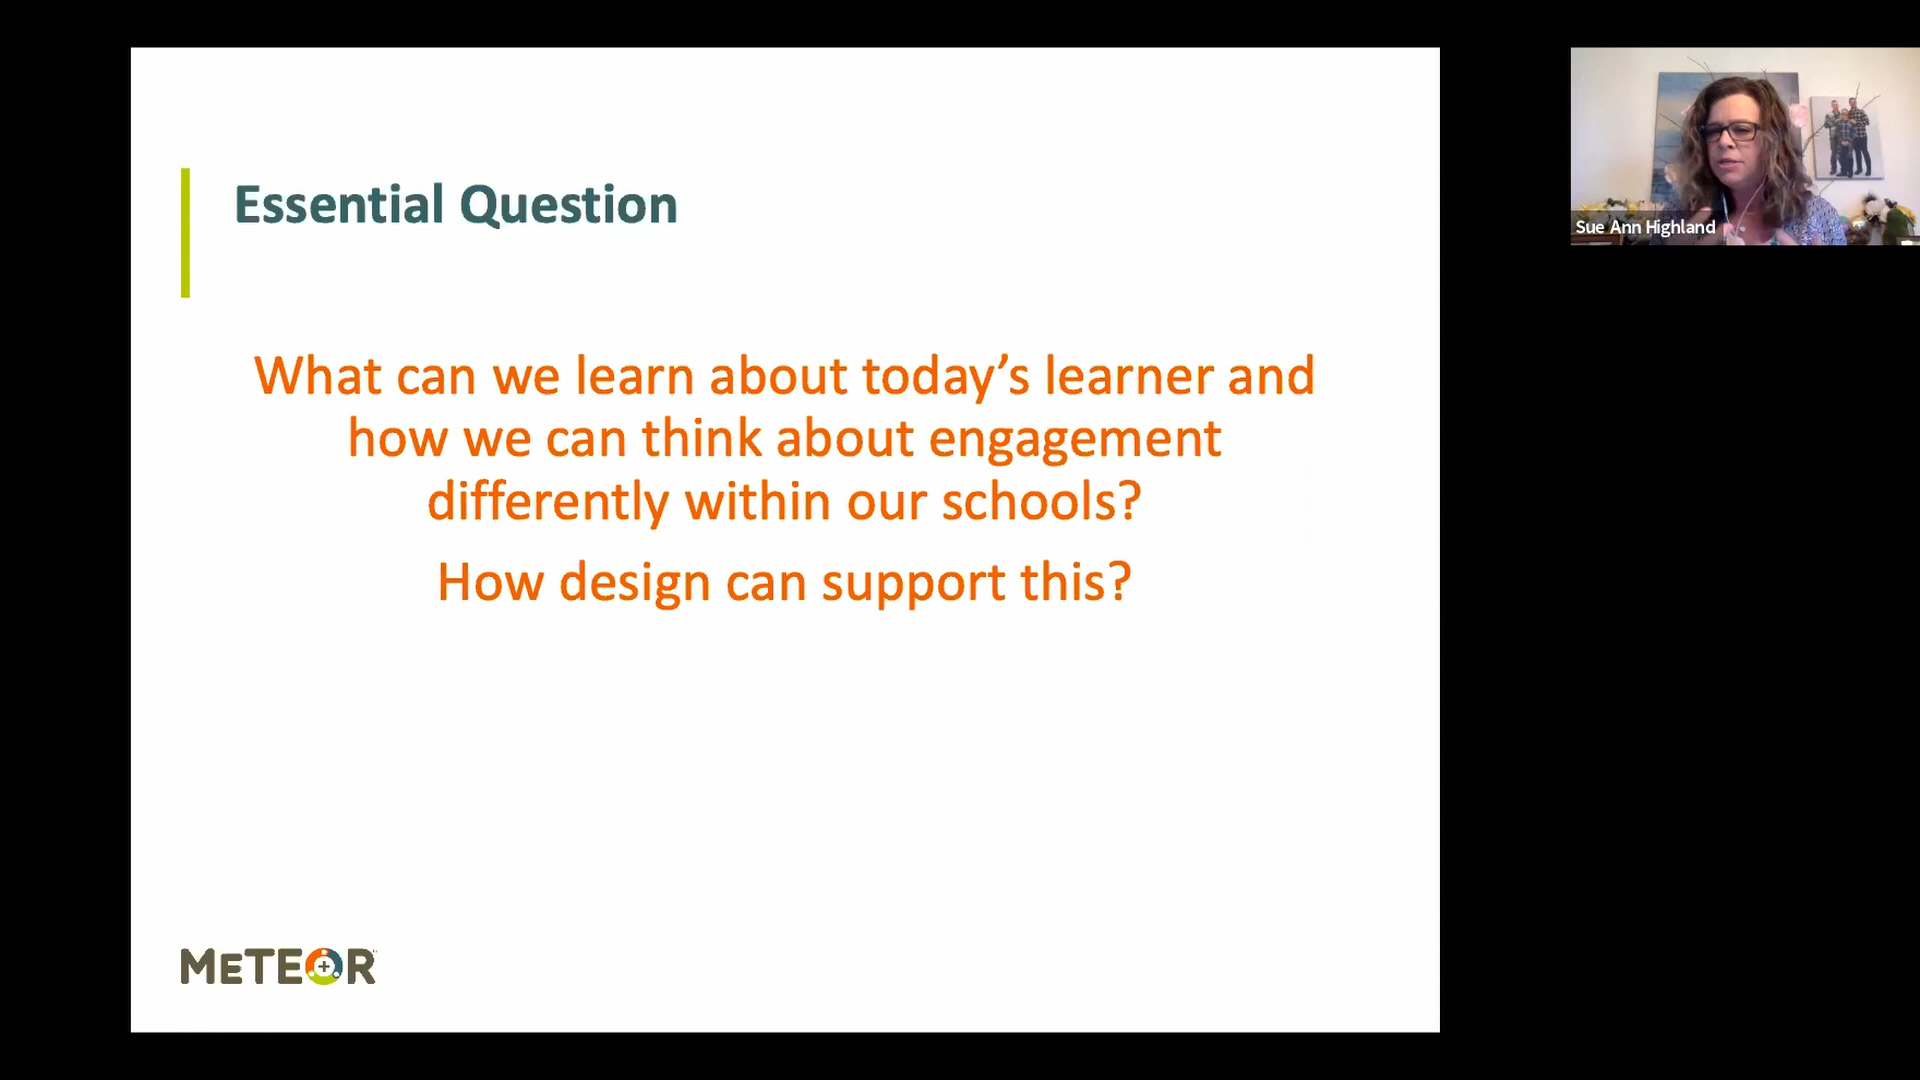 Essential Question
What can we learn about today’s learner and
how we can think about engagement
differently within our schools?
How design can support this?
METEOR
Sue Ann Highland